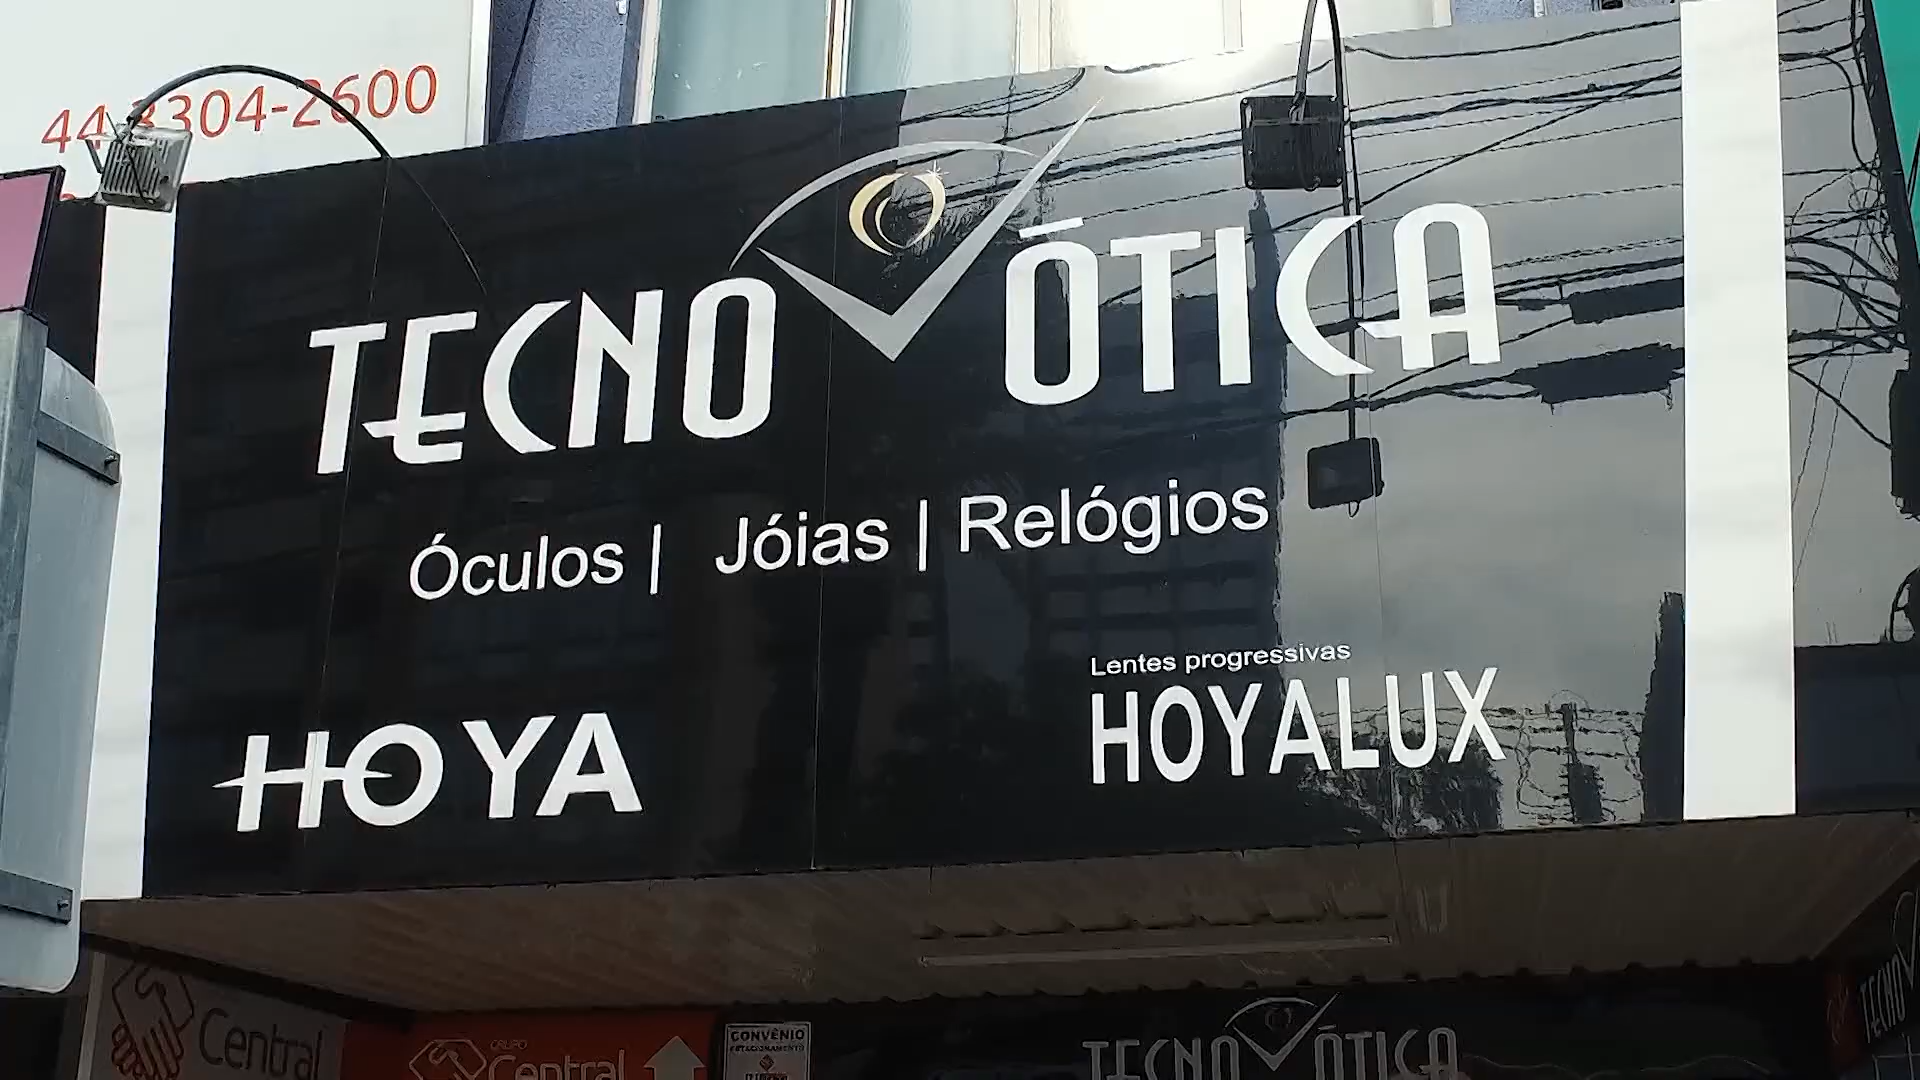 44 3304-2600
TECNO ÓTICA
Óculos | Jóias | Relógios
HOYA
Lentes progressivas
HOYALUX
Central
GRUPO
Central
CONVÊNIO
ESTACIONAMENTO
TECNO ÓTICA
TECNO